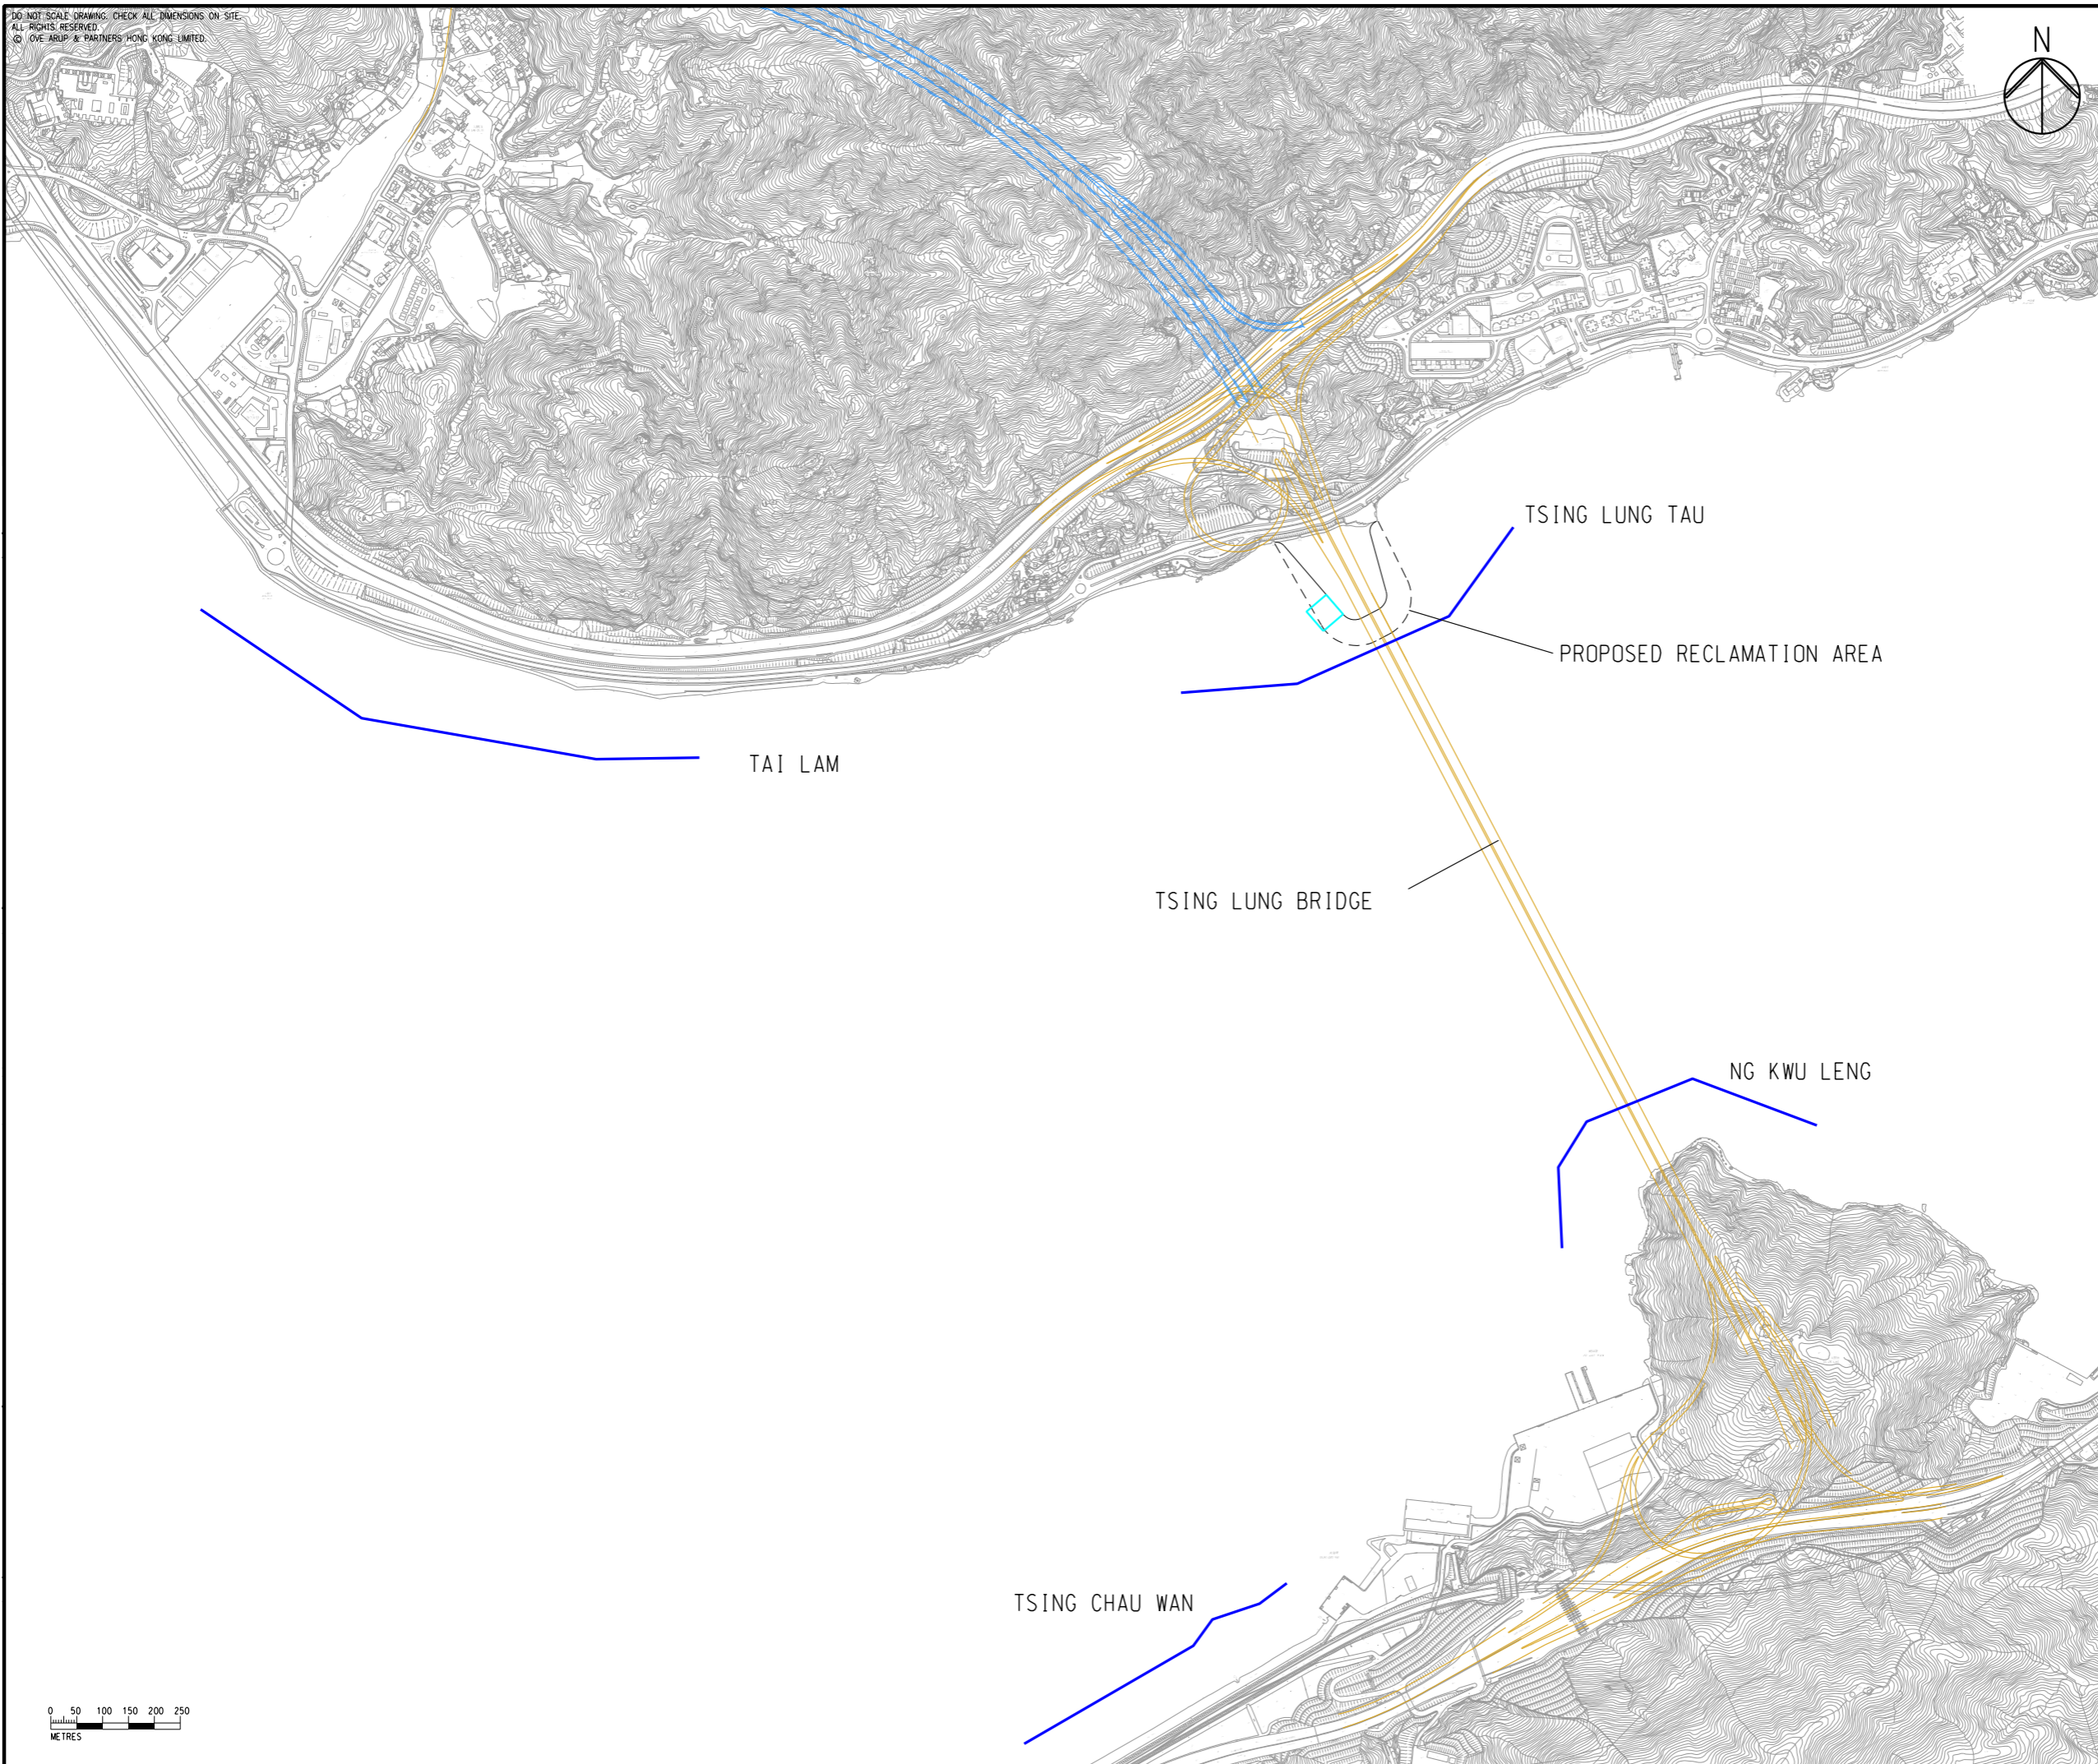 DO NOT SCALE DRAWING. CHECK ALL DIMENSIONS ON SITE.
ALL RIGHTS RESERVED.
© OVE ARUP & PARTNERS HONG KONG LIMITED.
N
TSING LUNG TAU
PROPOSED RECLAMATION AREA
TAI LAM
TSING LUNG BRIDGE
NG KWU LENG
TSING CHAU WAN
0 50 100 150 200 250
METRES